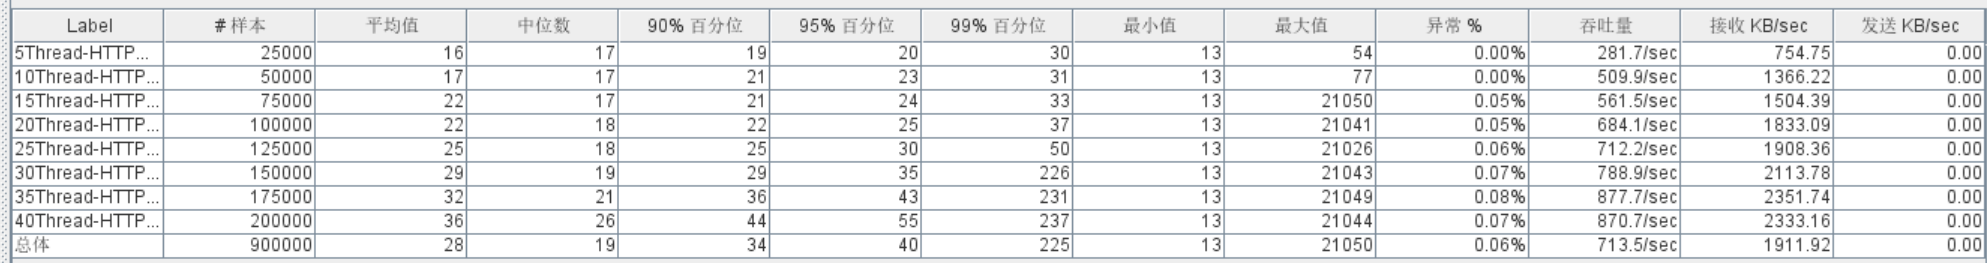 Label # 样本 平均值 中位数 90% 百分位 95% 百分位 99% 百分位 最小值 最大值 异常 % 吞吐量 接收 KB/sec 发送 KB/sec
5Thread-HTTP... 25000 16 17 19 20 30 13 54 0.00% 281.7/sec 754.75 0.00
10Thread-HTTP... 50000 17 17 21 23 31 13 77 0.00% 509.9/sec 1366.22 0.00
15Thread-HTTP... 75000 22 17 21 24 33 13 21050 0.05% 561.5/sec 1504.39 0.00
20Thread-HTTP... 100000 22 18 22 25 37 13 21041 0.05% 684.1/sec 1833.09 0.00
25Thread-HTTP... 125000 25 18 25 30 50 13 21026 0.06% 712.2/sec 1908.36 0.00
30Thread-HTTP... 150000 29 19 29 35 226 13 21043 0.07% 788.9/sec 2113.78 0.00
35Thread-HTTP... 175000 32 21 36 43 231 13 21049 0.08% 877.7/sec 2351.74 0.00
40Thread-HTTP... 200000 36 26 44 55 237 13 21044 0.07% 870.7/sec 2333.16 0.00
总体 900000 28 19 34 40 225 13 21050 0.06% 713.5/sec 1911.92 0.00